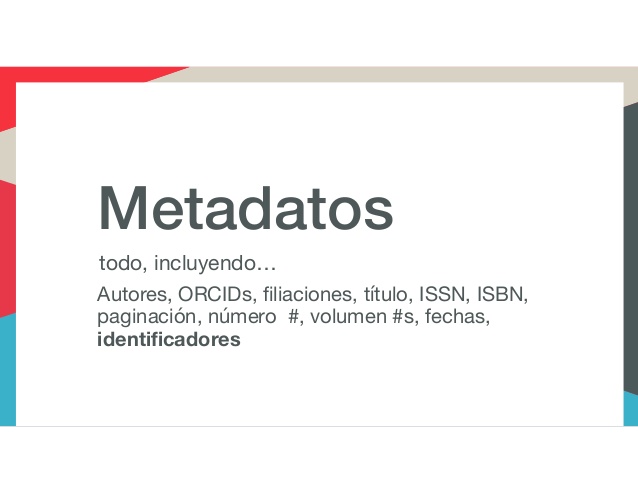 Metadatos
todo, incluyendo…
Autores, ORCIDs, filiaciones, título, ISSN, ISBN,
paginación, número  #, volumen #s, fechas,
identificadores